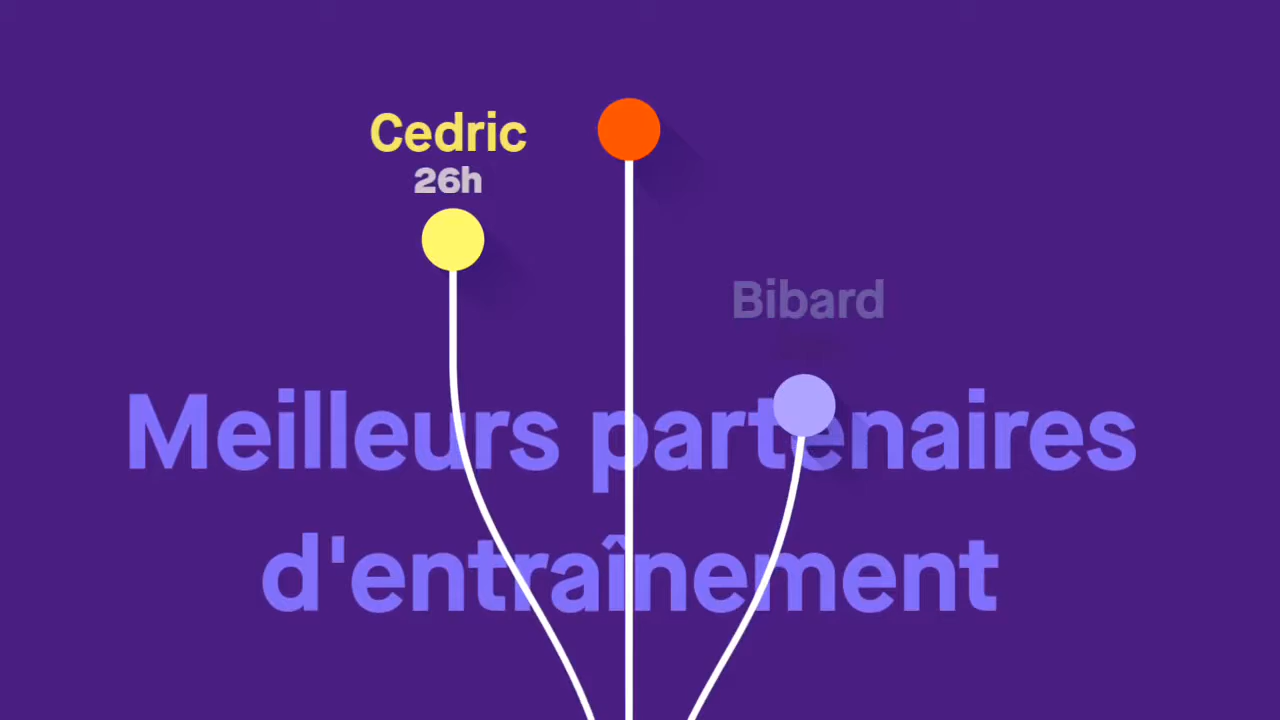 Cedric
26h
Bibard
Meilleurs partenaires
d'entraînement